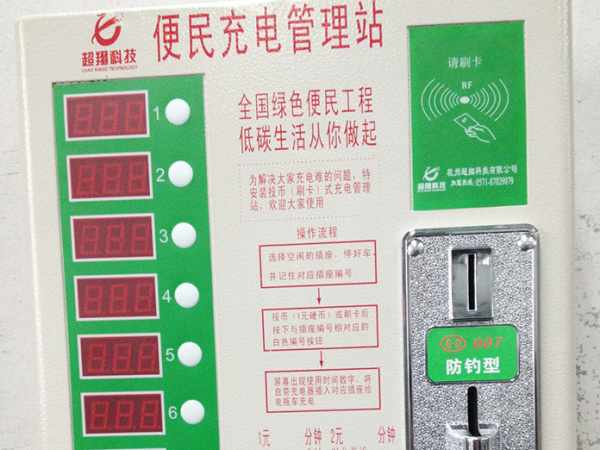 超翔科技
CHAO XIANG TECHNOLOGY
便民充电管理站
全国绿色便民工程
低碳生活从你做起
为解决大家充电难的问题，特
安装投币（刷卡）式充电管理
站，欢迎大家使用
操作流程
选择空闲的插座，停好车，
并记住对应插座编号
投币（1元硬币）或刷卡后
按下与插座编号相对应的
白色编号按钮
屏幕出现使用时间数字，将
自带充电器插入对应插座给
电瓶车充电
1元 分钟 2元 分钟
1
2
3
4
5
6
请刷卡
RF
超翔科技
杭州超翔科技有限公司
加盟热线:0571-87029079
007
防钓型